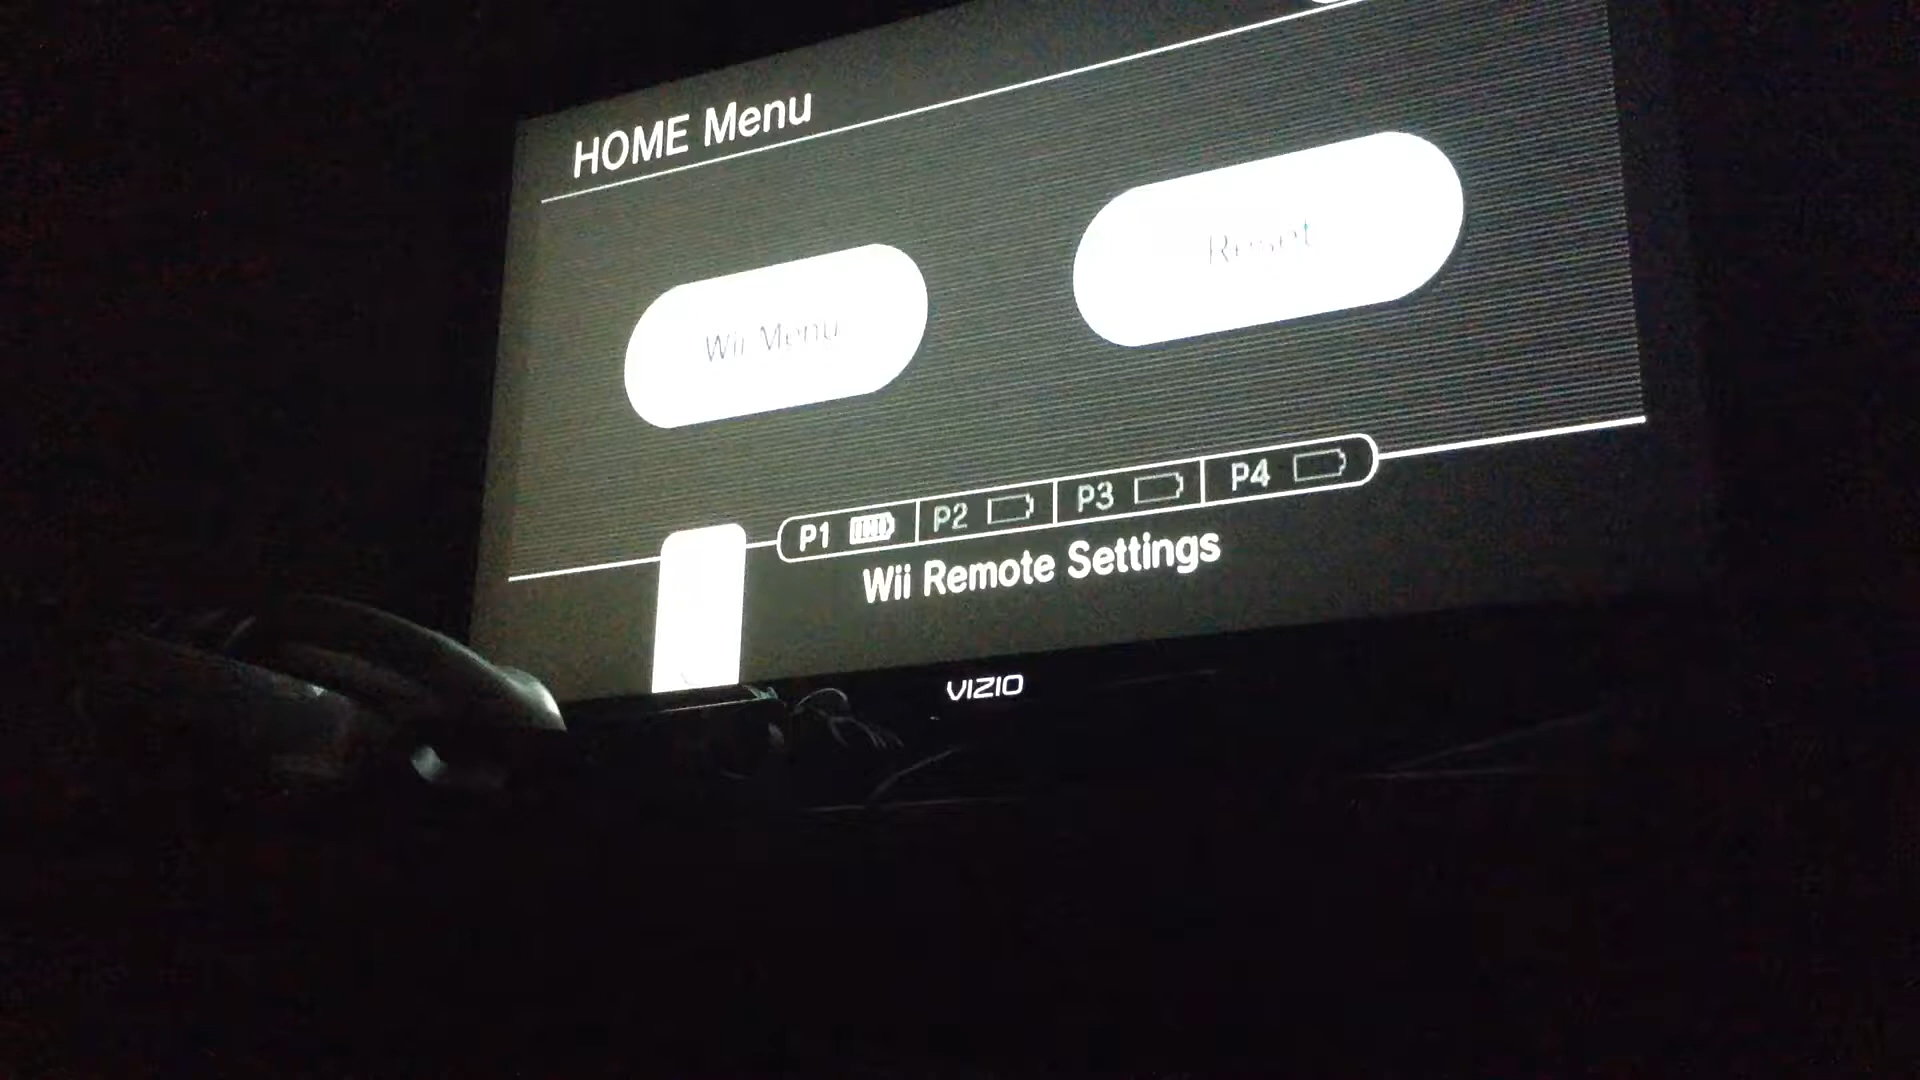 HOME Menu
Wii Menu
Reset
P1 P2 P3 P4
Wii Remote Settings
VIZIO